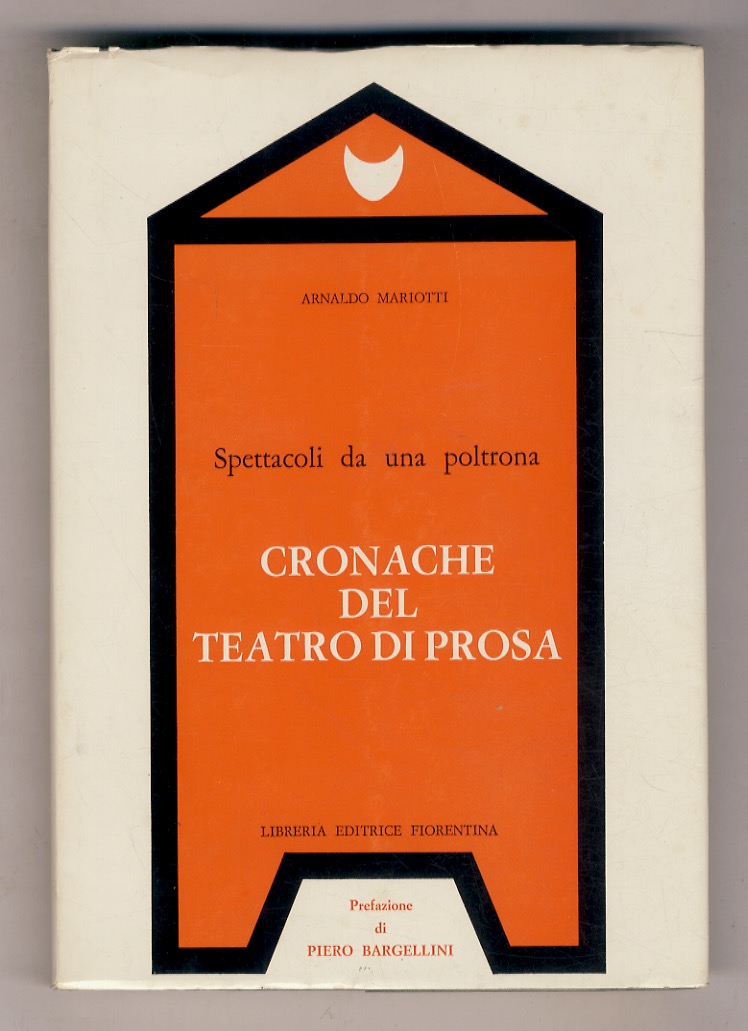 ARNALDO MARIOTTI
Spettacoli da una poltrona
CRONACHE
DEL
TEATRO DI PROSA
LIBRERIA EDITRICE FIORENTINA
Prefazione
di
PIERO BARGELLINI